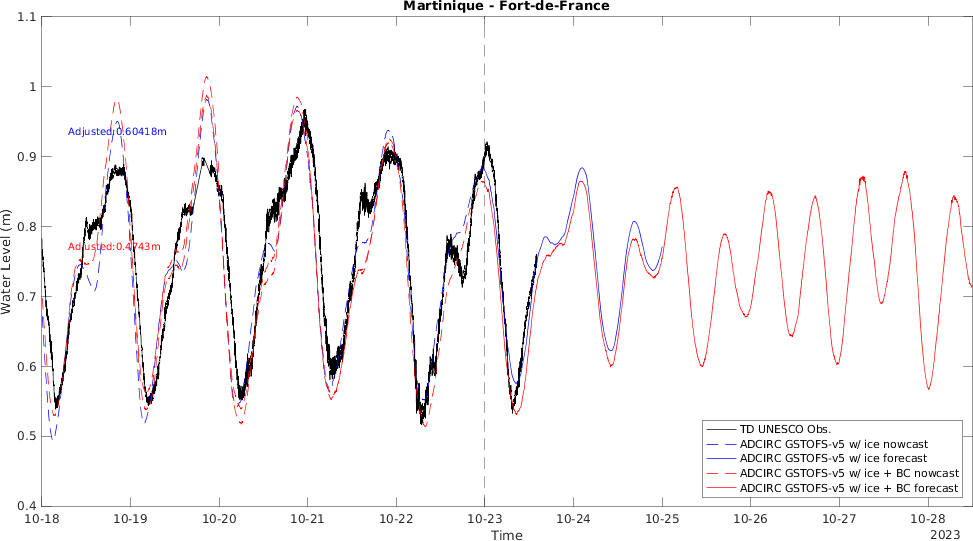 Martinique - Fort-de-France
1.1
1
0.9
0.8
0.7
0.6
0.5
0.4
Water Level (m)
Adjusted:0.60418m
Adjusted:0.4743m
TD UNESCO Obs.
ADCIRC GSTOFS-v5 w/ ice nowcast
ADCIRC GSTOFS-v5 w/ ice forecast
ADCIRC GSTOFS-v5 w/ ice + BC nowcast
ADCIRC GSTOFS-v5 w/ ice + BC forecast
10-18 10-19 10-20 10-21 10-22 10-23 10-24 10-25 10-26 10-27 10-28
Time
2023